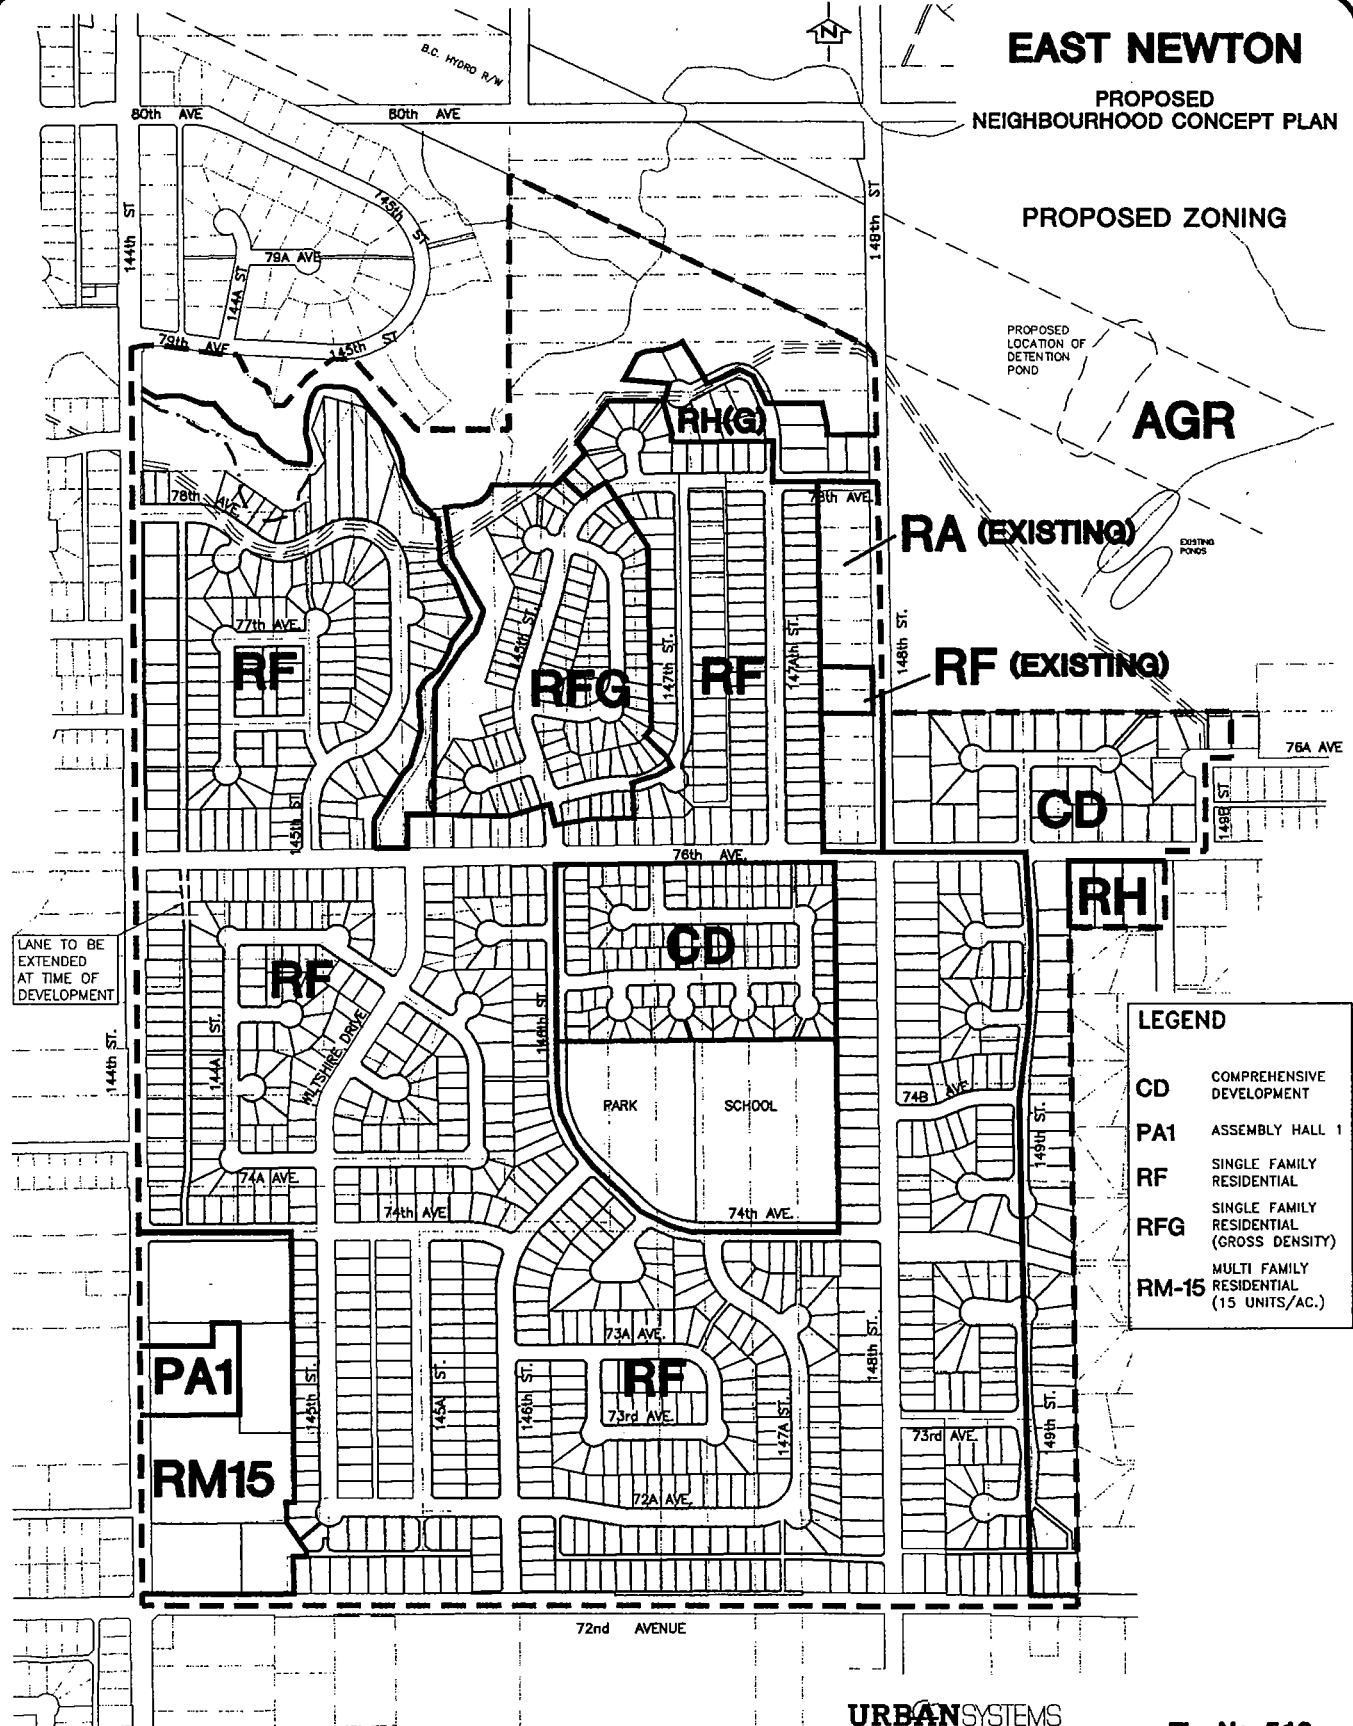 EAST NEWTON
PROPOSED
NEIGHBOURHOOD CONCEPT PLAN
PROPOSED ZONING
N
B.C. HYDRO R/W
80th AVE
80th AVE
144th ST
145th ST
148th ST
79A AVE
144A ST
79th AVE
145th ST
PROPOSED
LOCATION OF
DETENTION
POND
AGR
RH(G)
78th AVE.
78th AVE.
RA (EXISTING)
EXISTING
PONDS
77th AVE.
RF
RFG
RF
147th ST.
147Ath ST.
148th ST.
RF (EXISTING)
76A AVE
145th ST
CD
149B ST
76th AVE.
RH
CD
LANE TO BE
EXTENDED
AT TIME OF
DEVELOPMENT
RF
144th ST.
144A ST.
WILTSHIRE DRIVE
146th ST.
PARK
SCHOOL
74B AVE
149th ST.
74A AVE.
74th AVE.
74th AVE.
LEGEND
CD COMPREHENSIVE
DEVELOPMENT
PA1 ASSEMBLY HALL 1
RF SINGLE FAMILY
RESIDENTIAL
RFG SINGLE FAMILY
RESIDENTIAL
(GROSS DENSITY)
RM-15 MULTI FAMILY
RESIDENTIAL
(15 UNITS/AC.)
PA1
73A AVE.
RF
73rd AVE.
145th ST.
145A ST.
146th ST.
147A ST.
148th ST.
149th ST.
73rd AVE.
RM15
72A AVE.
72nd AVENUE
URBANSYSTEMS